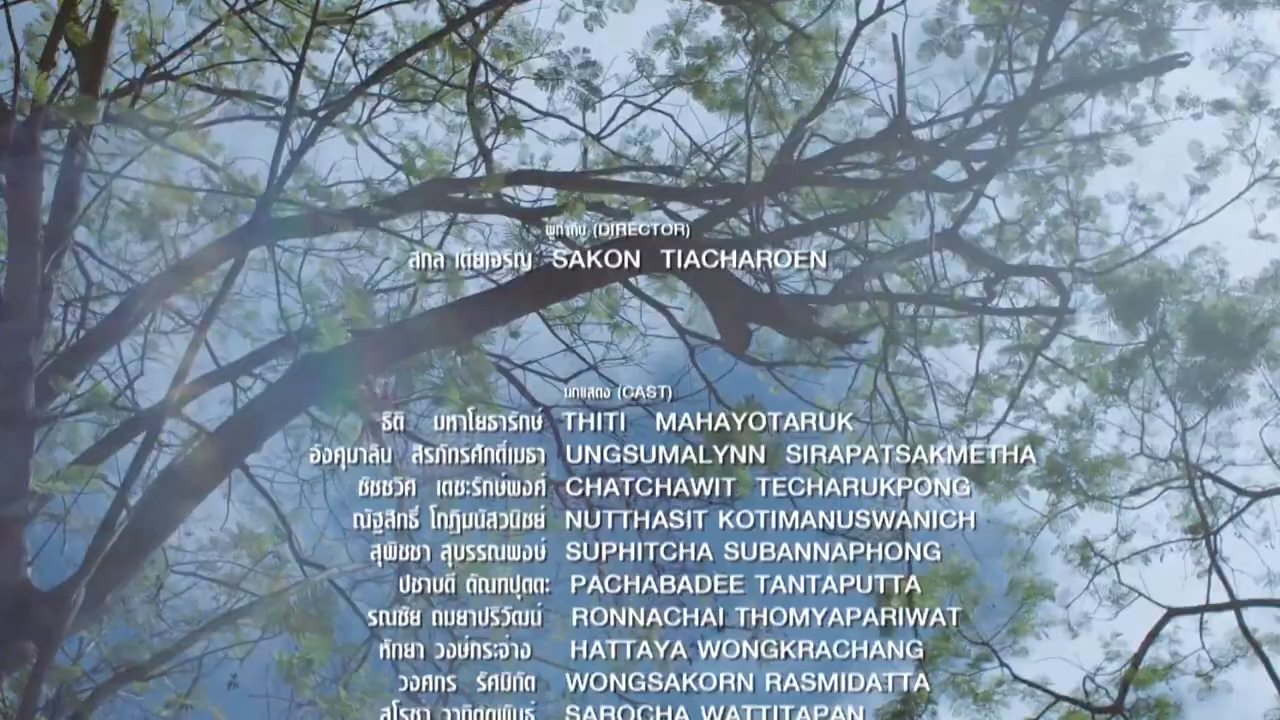 ผู้กำกับ (DIRECTOR)
สกล เตียเจริญ SAKON TIACHAROEN
นักแสดง (CAST)
ธิติ มหาโยธารักษ์ THITI MAHAYOTARUK
อังศุมาลิน สิรภัทรศักดิ์เมธา UNGSUMALYNN SIRAPATSAKMETHA
ชัชชวิศ เตชะรักษ์พงศ์ CHATCHAWIT TECHARUKPONG
ณัฐสิทธิ์ โกฏิมนัสวนิชย์ NUTTHASIT KOTIMANUSWANICH
สุพิชชา สุบรรณพงษ์ SUPHITCHA SUBANNAPHONG
ปชาบดี ตัณฑปุตตะ PACHABADEE TANTAPUTTA
รณชัย ถมยาปริวัฒน์ RONNACHAI THOMYAPARIWAT
หัทยา วงษ์กระจ่าง HATTAYA WONGKRACHANG
วงศกร รัศมิทัต WONGSAKORN RASMIDATTA
สโรชา SAROCHA WATTITAPAN